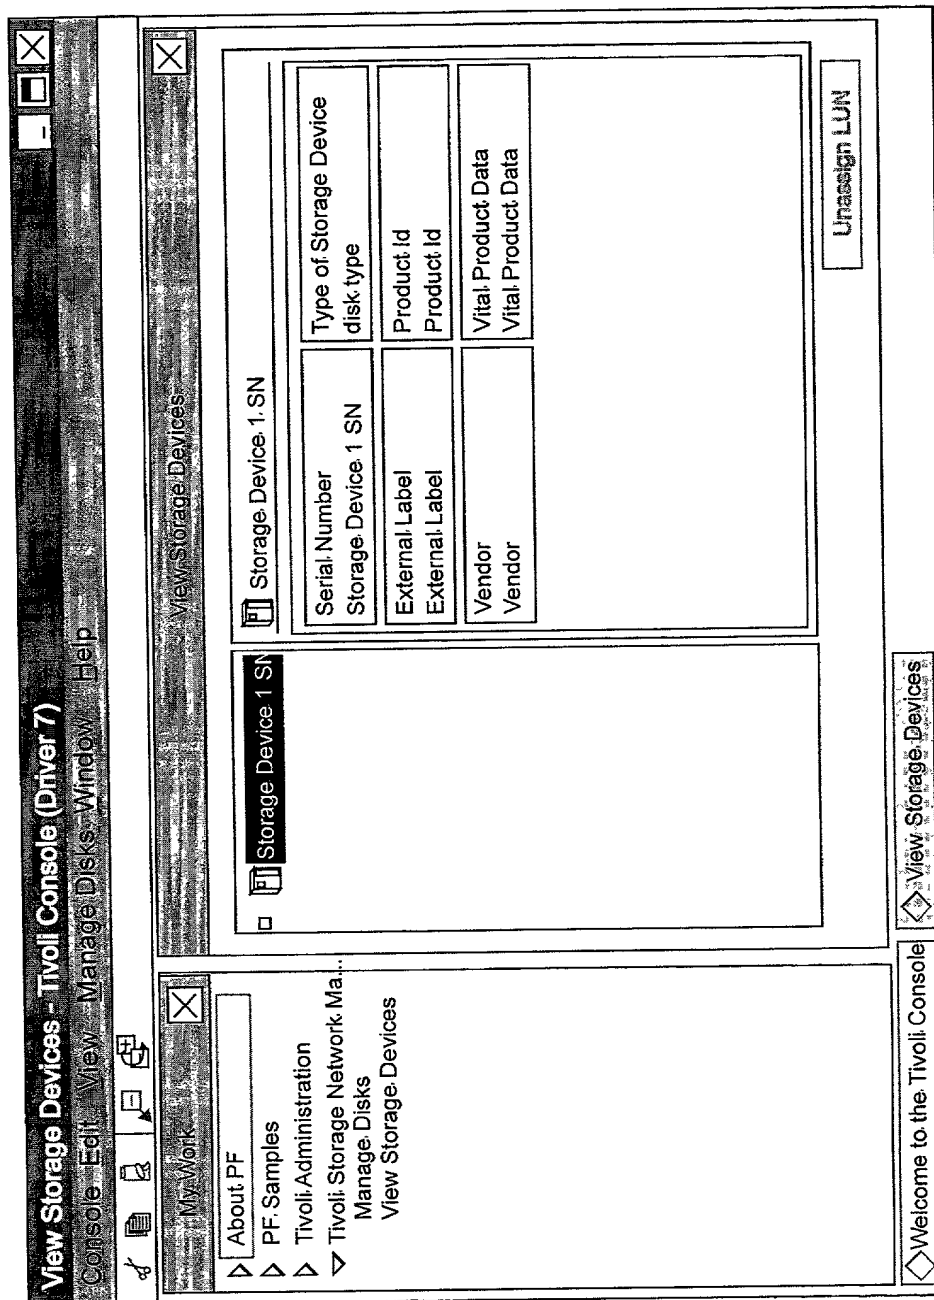 View Storage Devices - Tivoli Console (Driver 7)
Console Edit View Manage Disks Window Help
My Work
About PF
PF Samples
Tivoli Administration
Tivoli Storage Network Ma...
Manage Disks
View Storage Devices
View Storage Devices
Storage Device 1 SN
Storage Device 1 SN
Serial Number
Storage Device 1 SN
Type of Storage Device
disk type
External Label
External Label
Product Id
Product Id
Vendor
Vendor
Vital Product Data
Vital Product Data
Unassign LUN
Welcome to the Tivoli Console
View Storage Devices